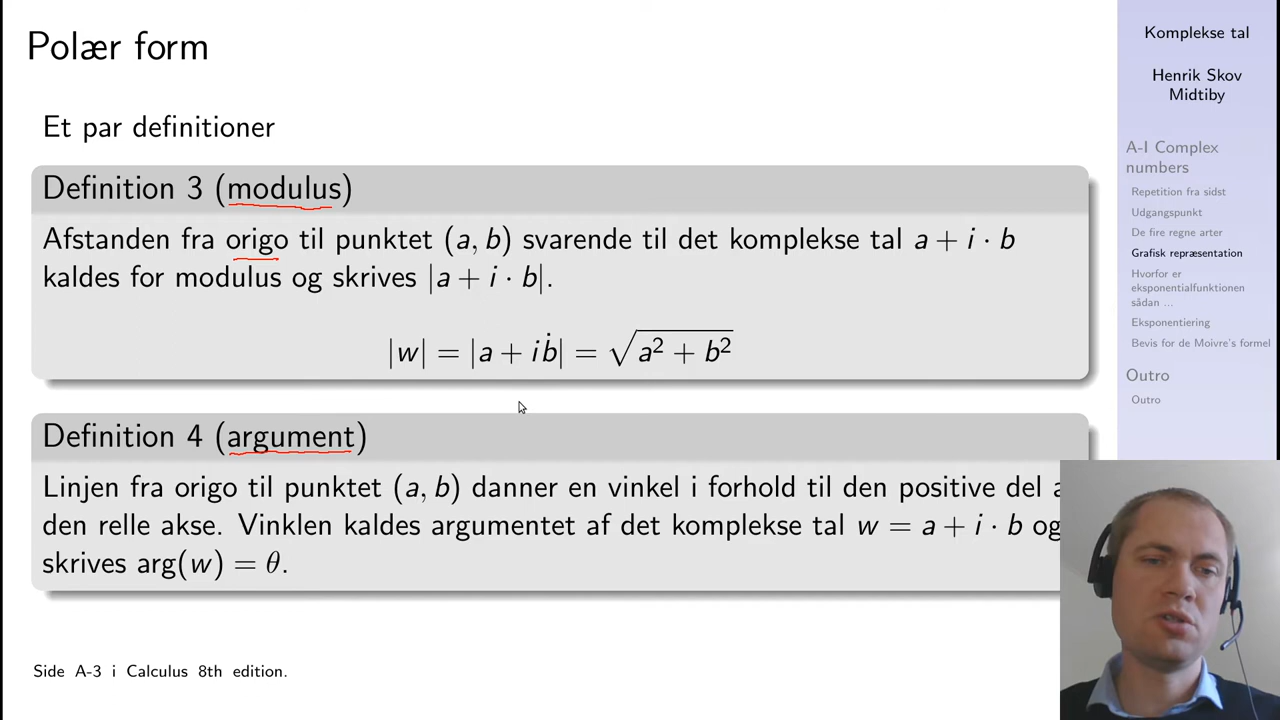 Polær form
Et par definitioner
Definition 3 (modulus)
Afstanden fra origo til punktet (a, b) svarende til det komplekse tal a + i · b
kaldes for modulus og skrives |a + i · b|.
|w| = |a + iḃ| = √(a² + b²)
Definition 4 (argument)
Linjen fra origo til punktet (a, b) danner en vinkel i forhold til den positive del
den relle akse. Vinklen kaldes argumentet af det komplekse tal w = a + i · b og
skrives arg(w) = θ.
Side A-3 i Calculus 8th edition.
Komplekse tal
Henrik Skov
Midtiby
A-I Complex
numbers
Repetition fra sidst
Udgangspunkt
De fire regne arter
Grafisk repræsentation
Hvorfor er
eksponentialfunktionen
sådan ...
Eksponentiering
Bevis for de Moivre's formel
Outro
Outro